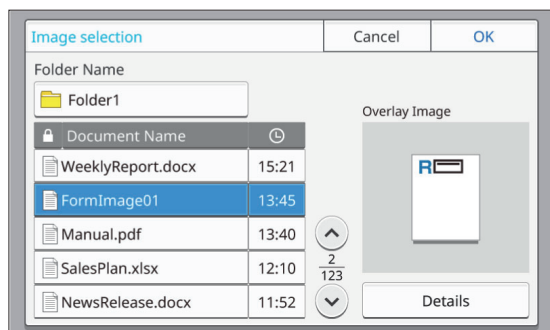 Image selection
Cancel
OK
Folder Name
Folder1
Overlay Image
Document Name
WeeklyReport.docx 15:21
FormImage01 13:45
Manual.pdf 13:40
SalesPlan.xlsx 12:10
NewsRelease.docx 11:52
2
123
R
Details